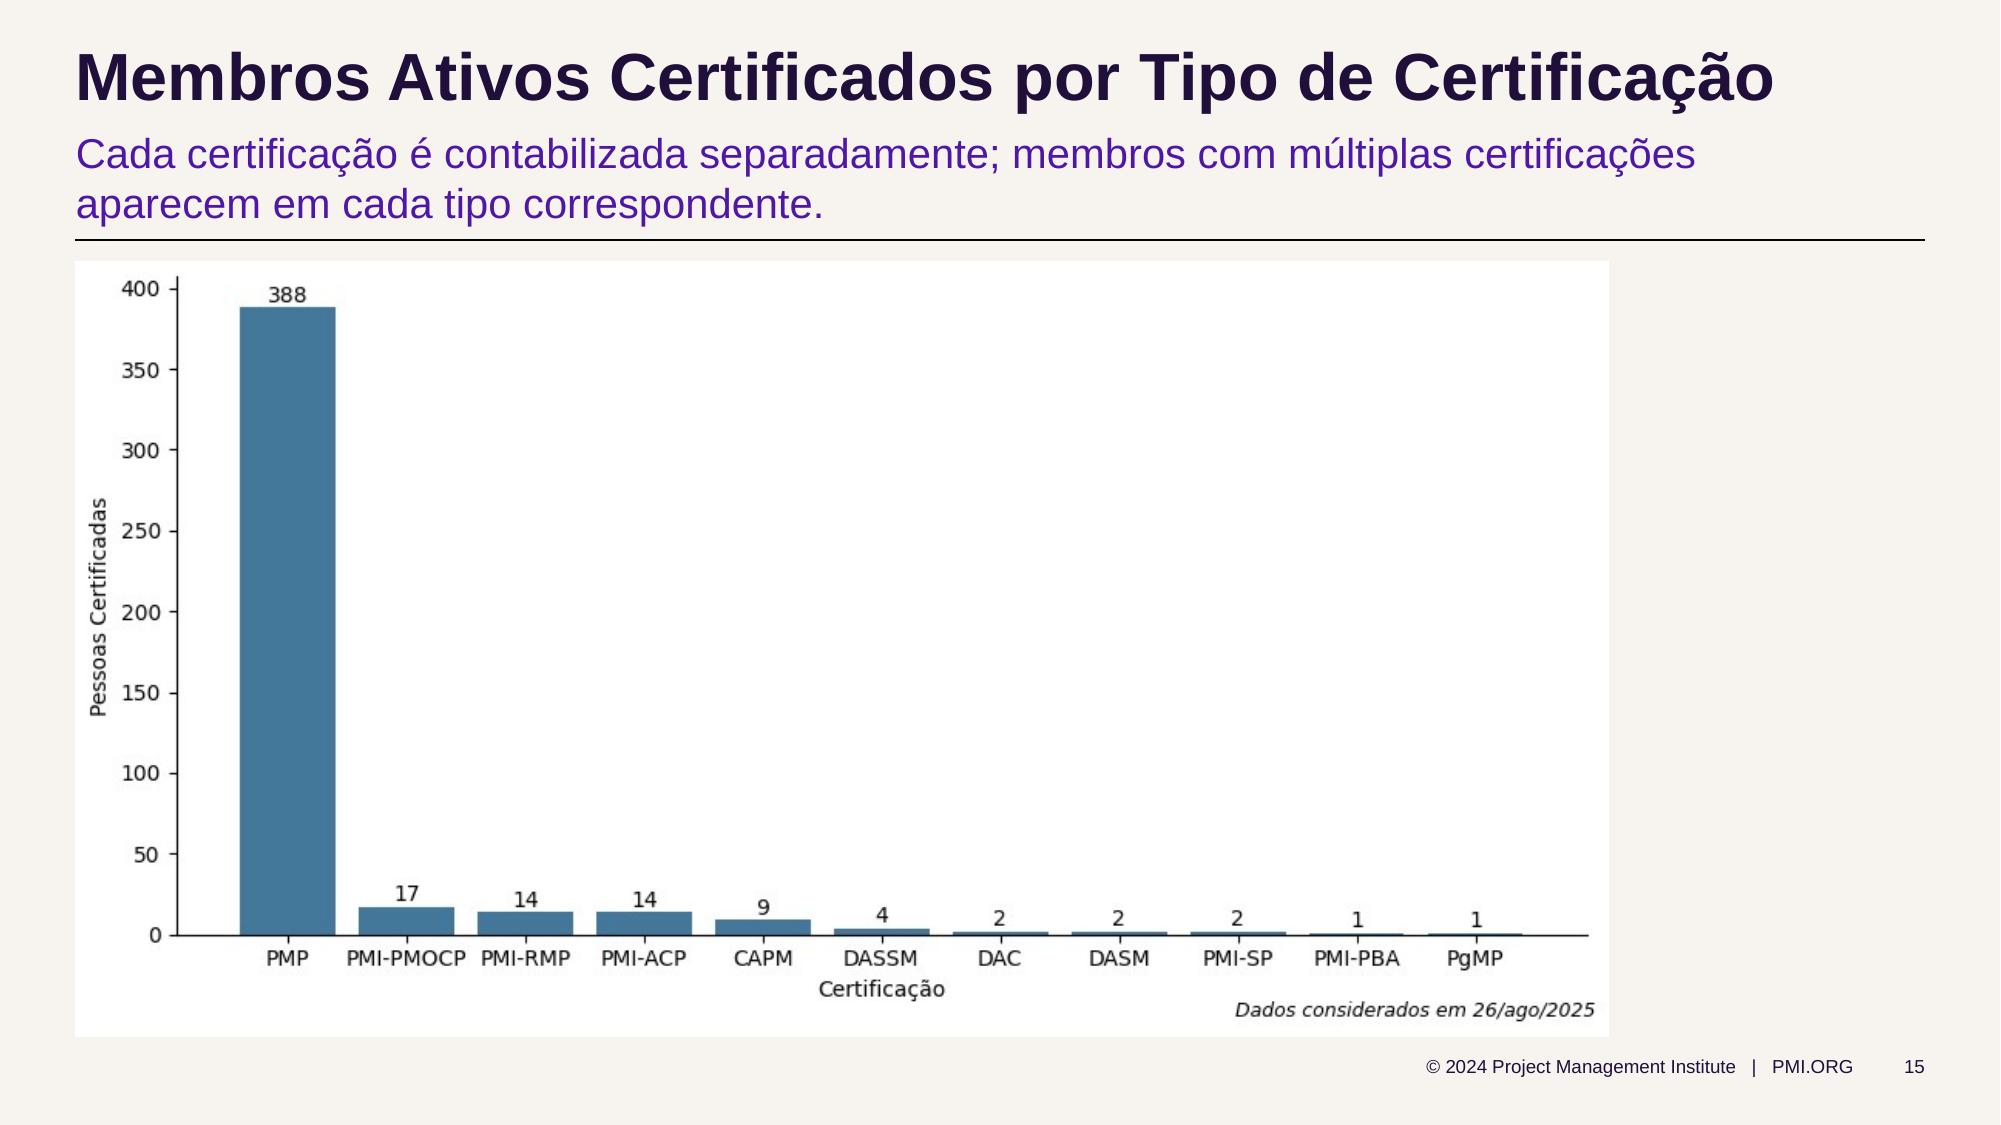 Membros Ativos Certificados por Tipo de Certificação
Cada certificação é contabilizada separadamente; membros com múltiplas certificações
aparecem em cada tipo correspondente.
400
350
300
250
200
150
100
50
0
Pessoas Certificadas
388
17
14
14
9
4
2
2
2
1
1
PMP
PMI-PMOCP
PMI-RMP
PMI-ACP
CAPM
DASSM
DAC
DASM
PMI-SP
PMI-PBA
PgMP
Certificação
Dados considerados em 26/ago/2025
© 2024 Project Management Institute | PMI.ORG 15